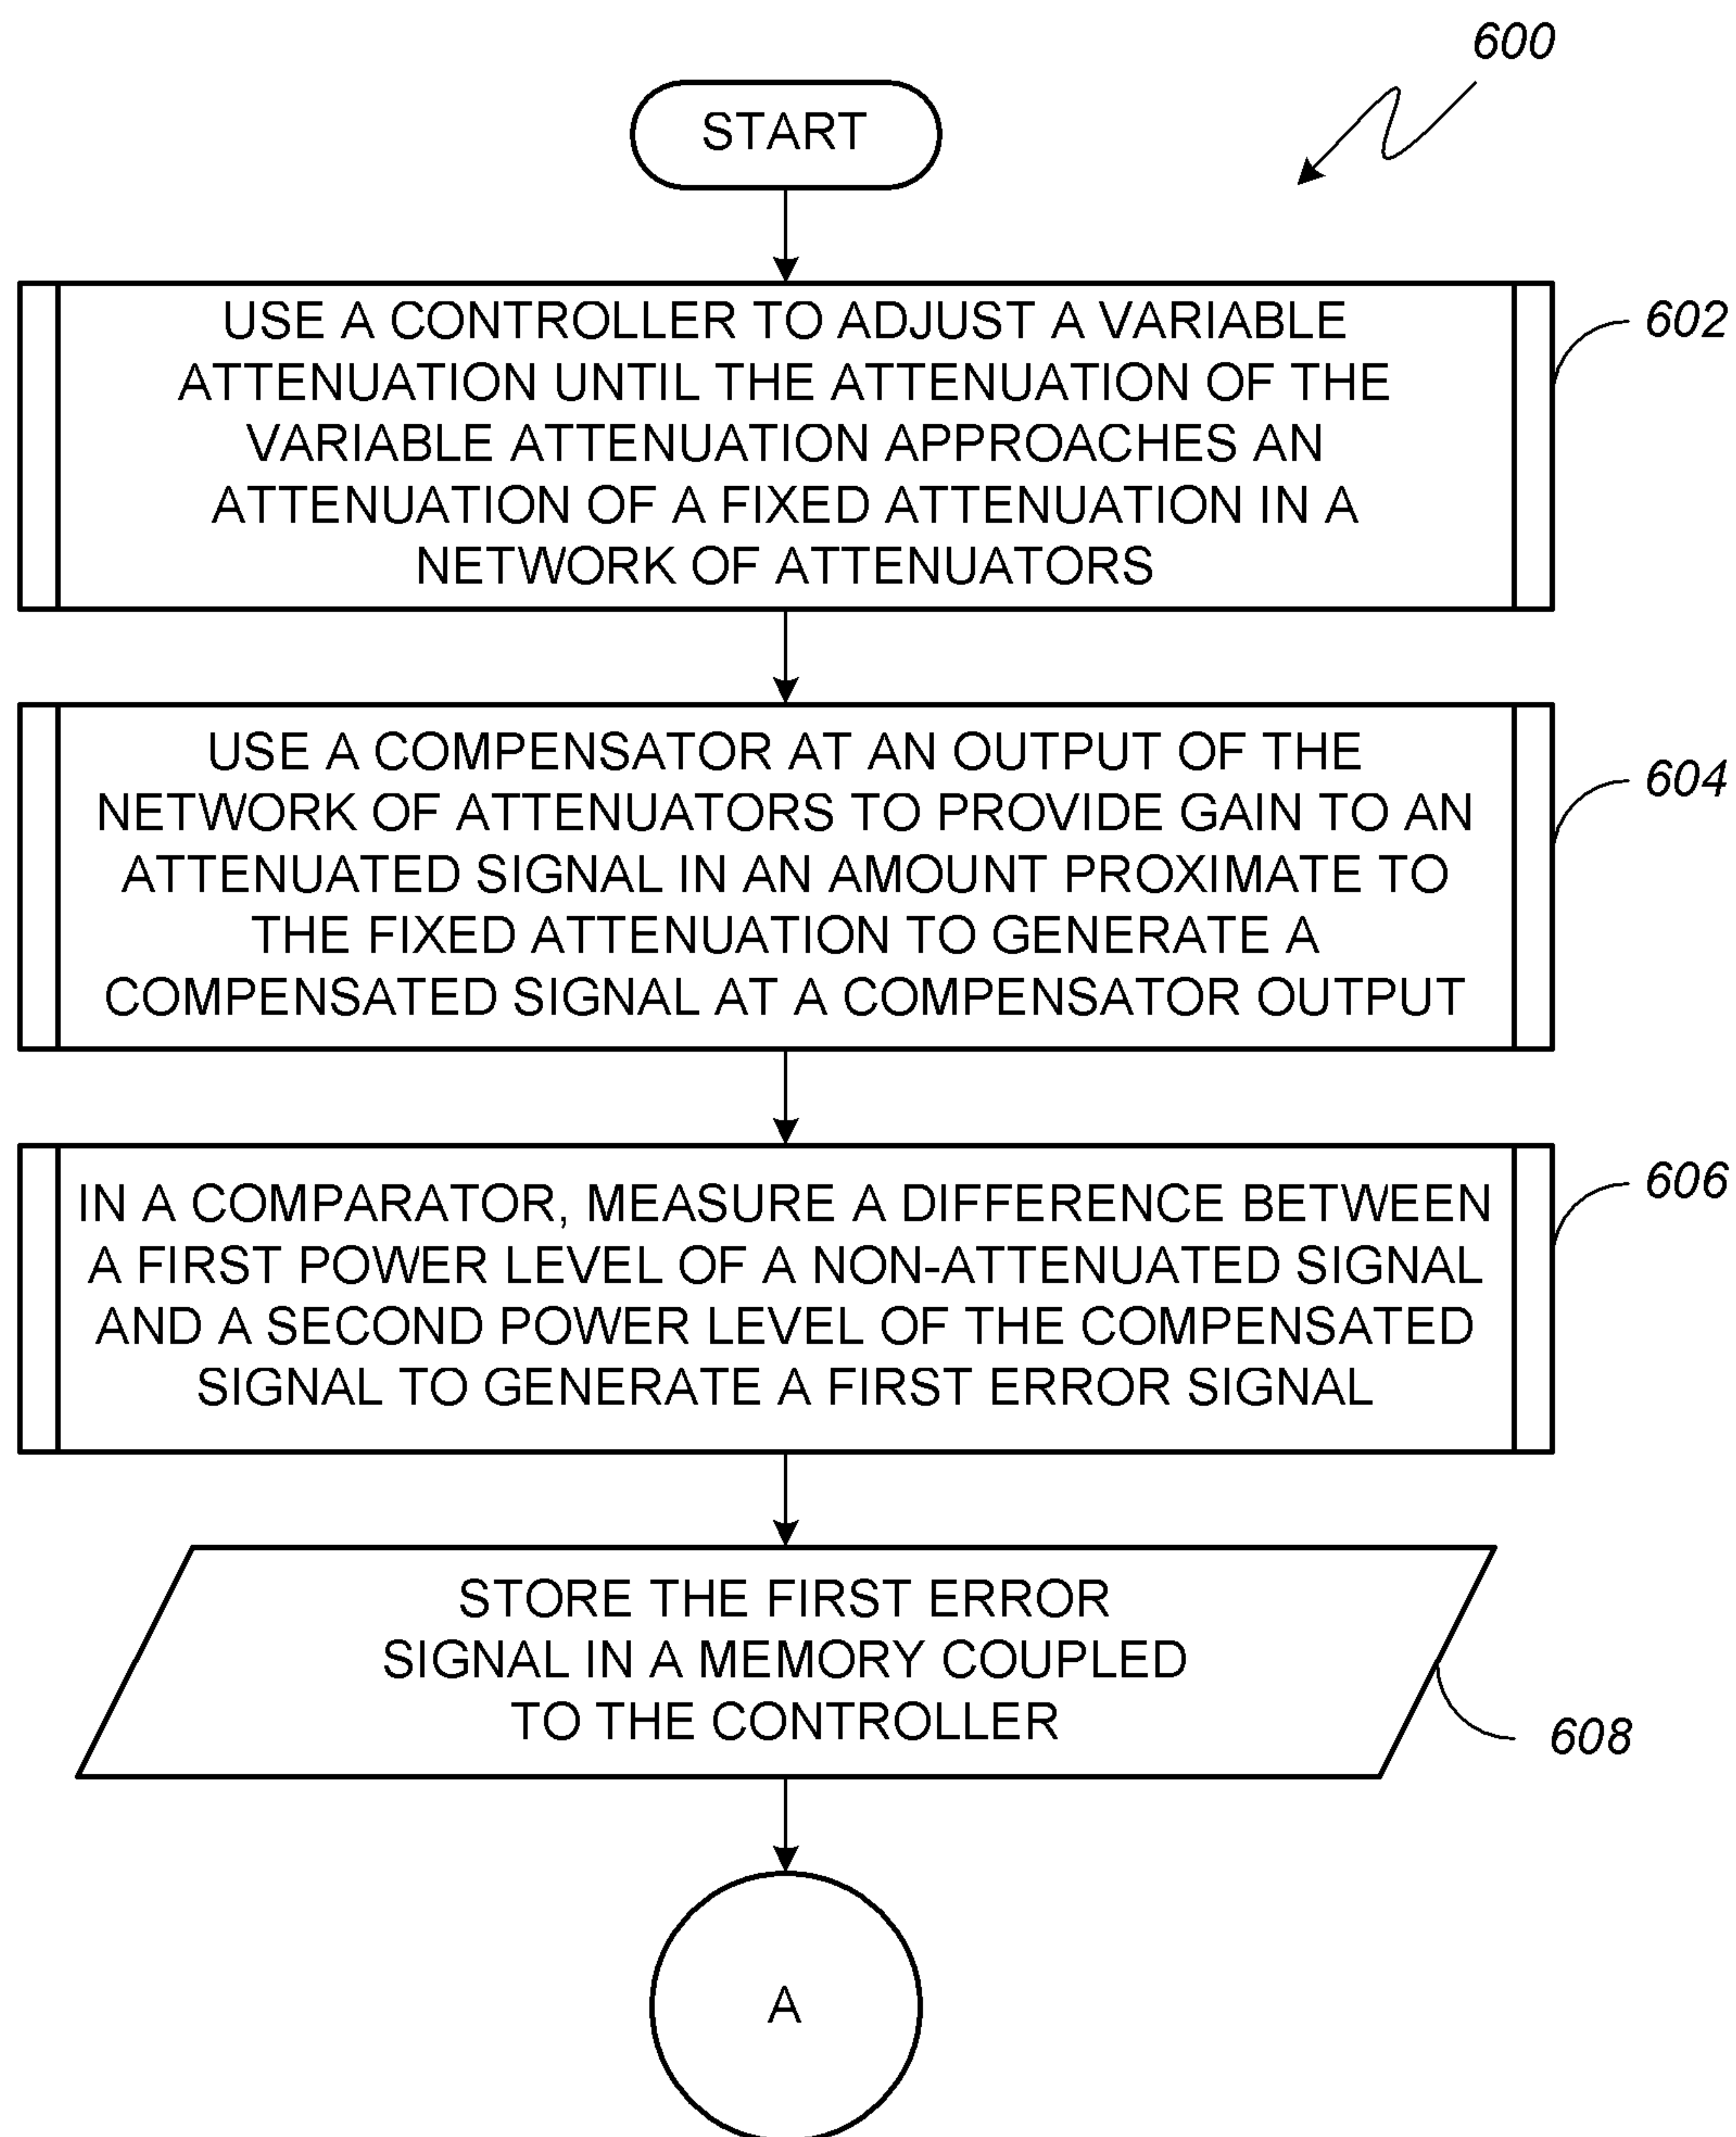 600
START
USE A CONTROLLER TO ADJUST A VARIABLE
ATTENUATION UNTIL THE ATTENUATION OF THE
VARIABLE ATTENUATION APPROACHES AN
ATTENUATION OF A FIXED ATTENUATION IN A
NETWORK OF ATTENUATORS
602
USE A COMPENSATOR AT AN OUTPUT OF THE
NETWORK OF ATTENUATORS TO PROVIDE GAIN TO AN
ATTENUATED SIGNAL IN AN AMOUNT PROXIMATE TO
THE FIXED ATTENUATION TO GENERATE A
COMPENSATED SIGNAL AT A COMPENSATOR OUTPUT
604
IN A COMPARATOR, MEASURE A DIFFERENCE BETWEEN
A FIRST POWER LEVEL OF A NON-ATTENUATED SIGNAL
AND A SECOND POWER LEVEL OF THE COMPENSATED
SIGNAL TO GENERATE A FIRST ERROR SIGNAL
606
STORE THE FIRST ERROR
SIGNAL IN A MEMORY COUPLED
TO THE CONTROLLER
608
A